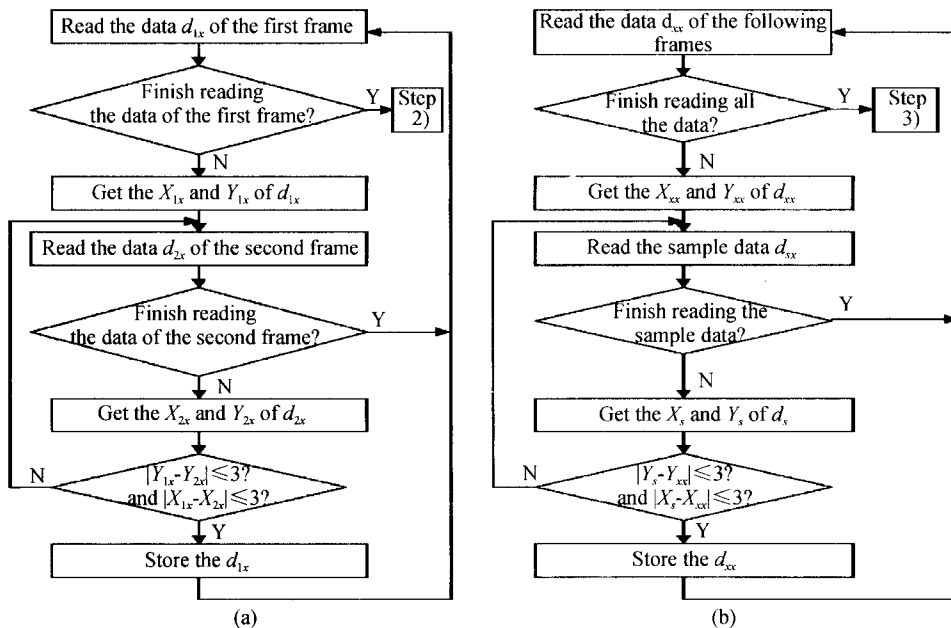 Read the data d₁ₓ of the first frame
Finish reading
the data of the first frame?
Y
Step
2)
N
Get the X₁ₓ and Y₁ₓ of d₁ₓ
Read the data d₂ₓ of the second frame
Finish reading
the data of the second frame?
Y
N
Get the X₂ₓ and Y₂ₓ of d₂ₓ
|Y₁ₓ-Y₂ₓ|≤3?
and |X₁ₓ-X₂ₓ|≤3?
N
Y
Store the d₁ₓ
(a)
Read the data dₓₓ of the following
frames
Finish reading all
the data?
Y
Step
3)
N
Get the Xₓₓ and Yₓₓ of dₓₓ
Read the sample data dₛₓ
Finish reading the
sample data?
Y
N
Get the Xₛ and Yₛ of dₛ
|Yₛ-Yₓₓ|≤3?
and |Xₛ-Xₓₓ|≤3?
N
Y
Store the dₓₓ
(b)